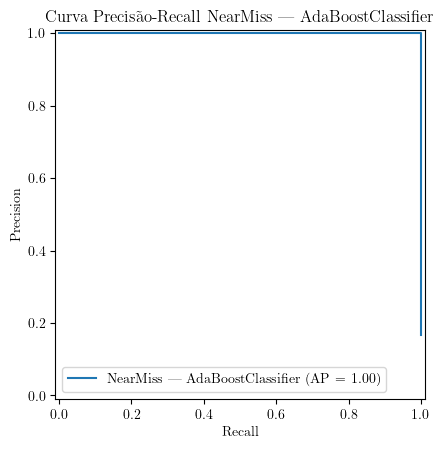 Curva Precisão-Recall NearMiss — AdaBoostClassifier
1.0
0.8
0.6
0.4
0.2
0.0
Precision
NearMiss — AdaBoostClassifier (AP = 1.00)
0.0 0.2 0.4 0.6 0.8 1.0
Recall